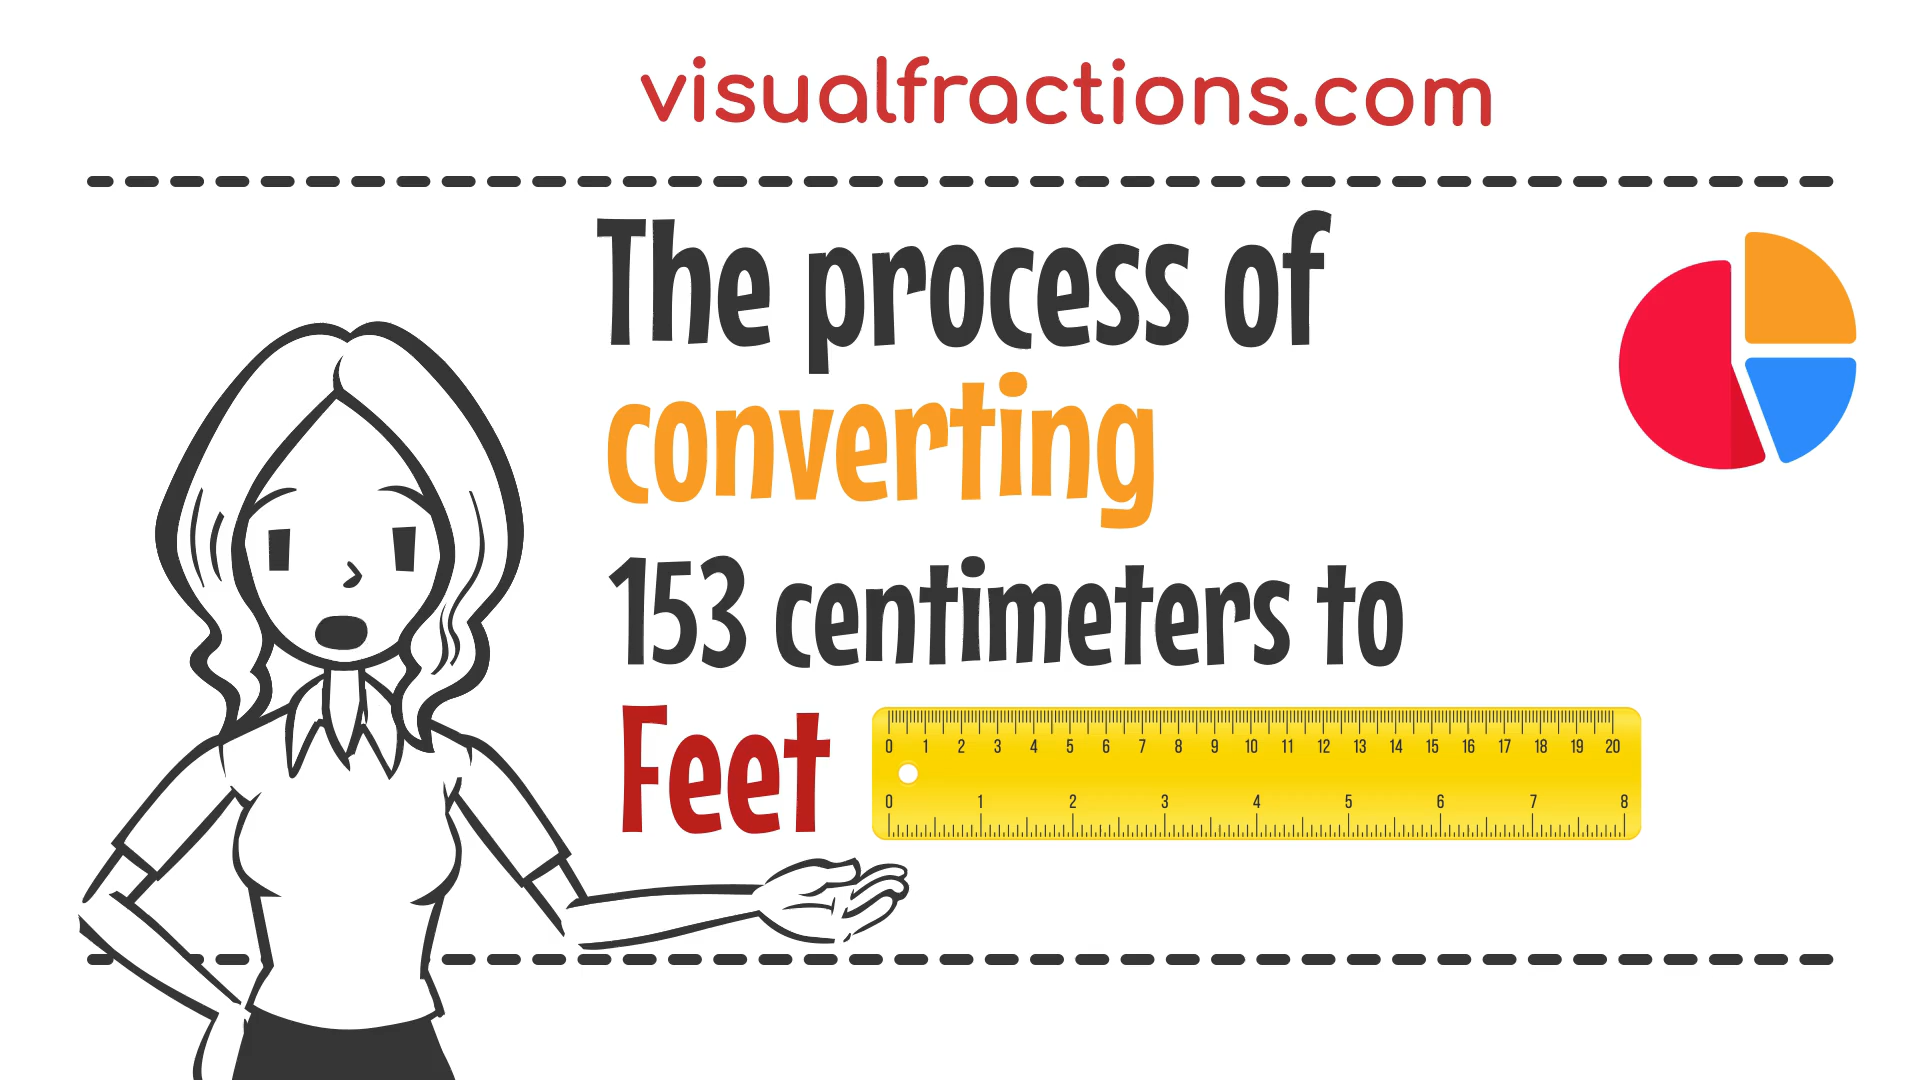 visualfractions.com
The process of
converting
153 centimeters to
Feet
0 1 2 3 4 5 6 7 8 9 10 11 12 13 14 15 16 17 18 19 20
0 1 2 3 4 5 6 7 8